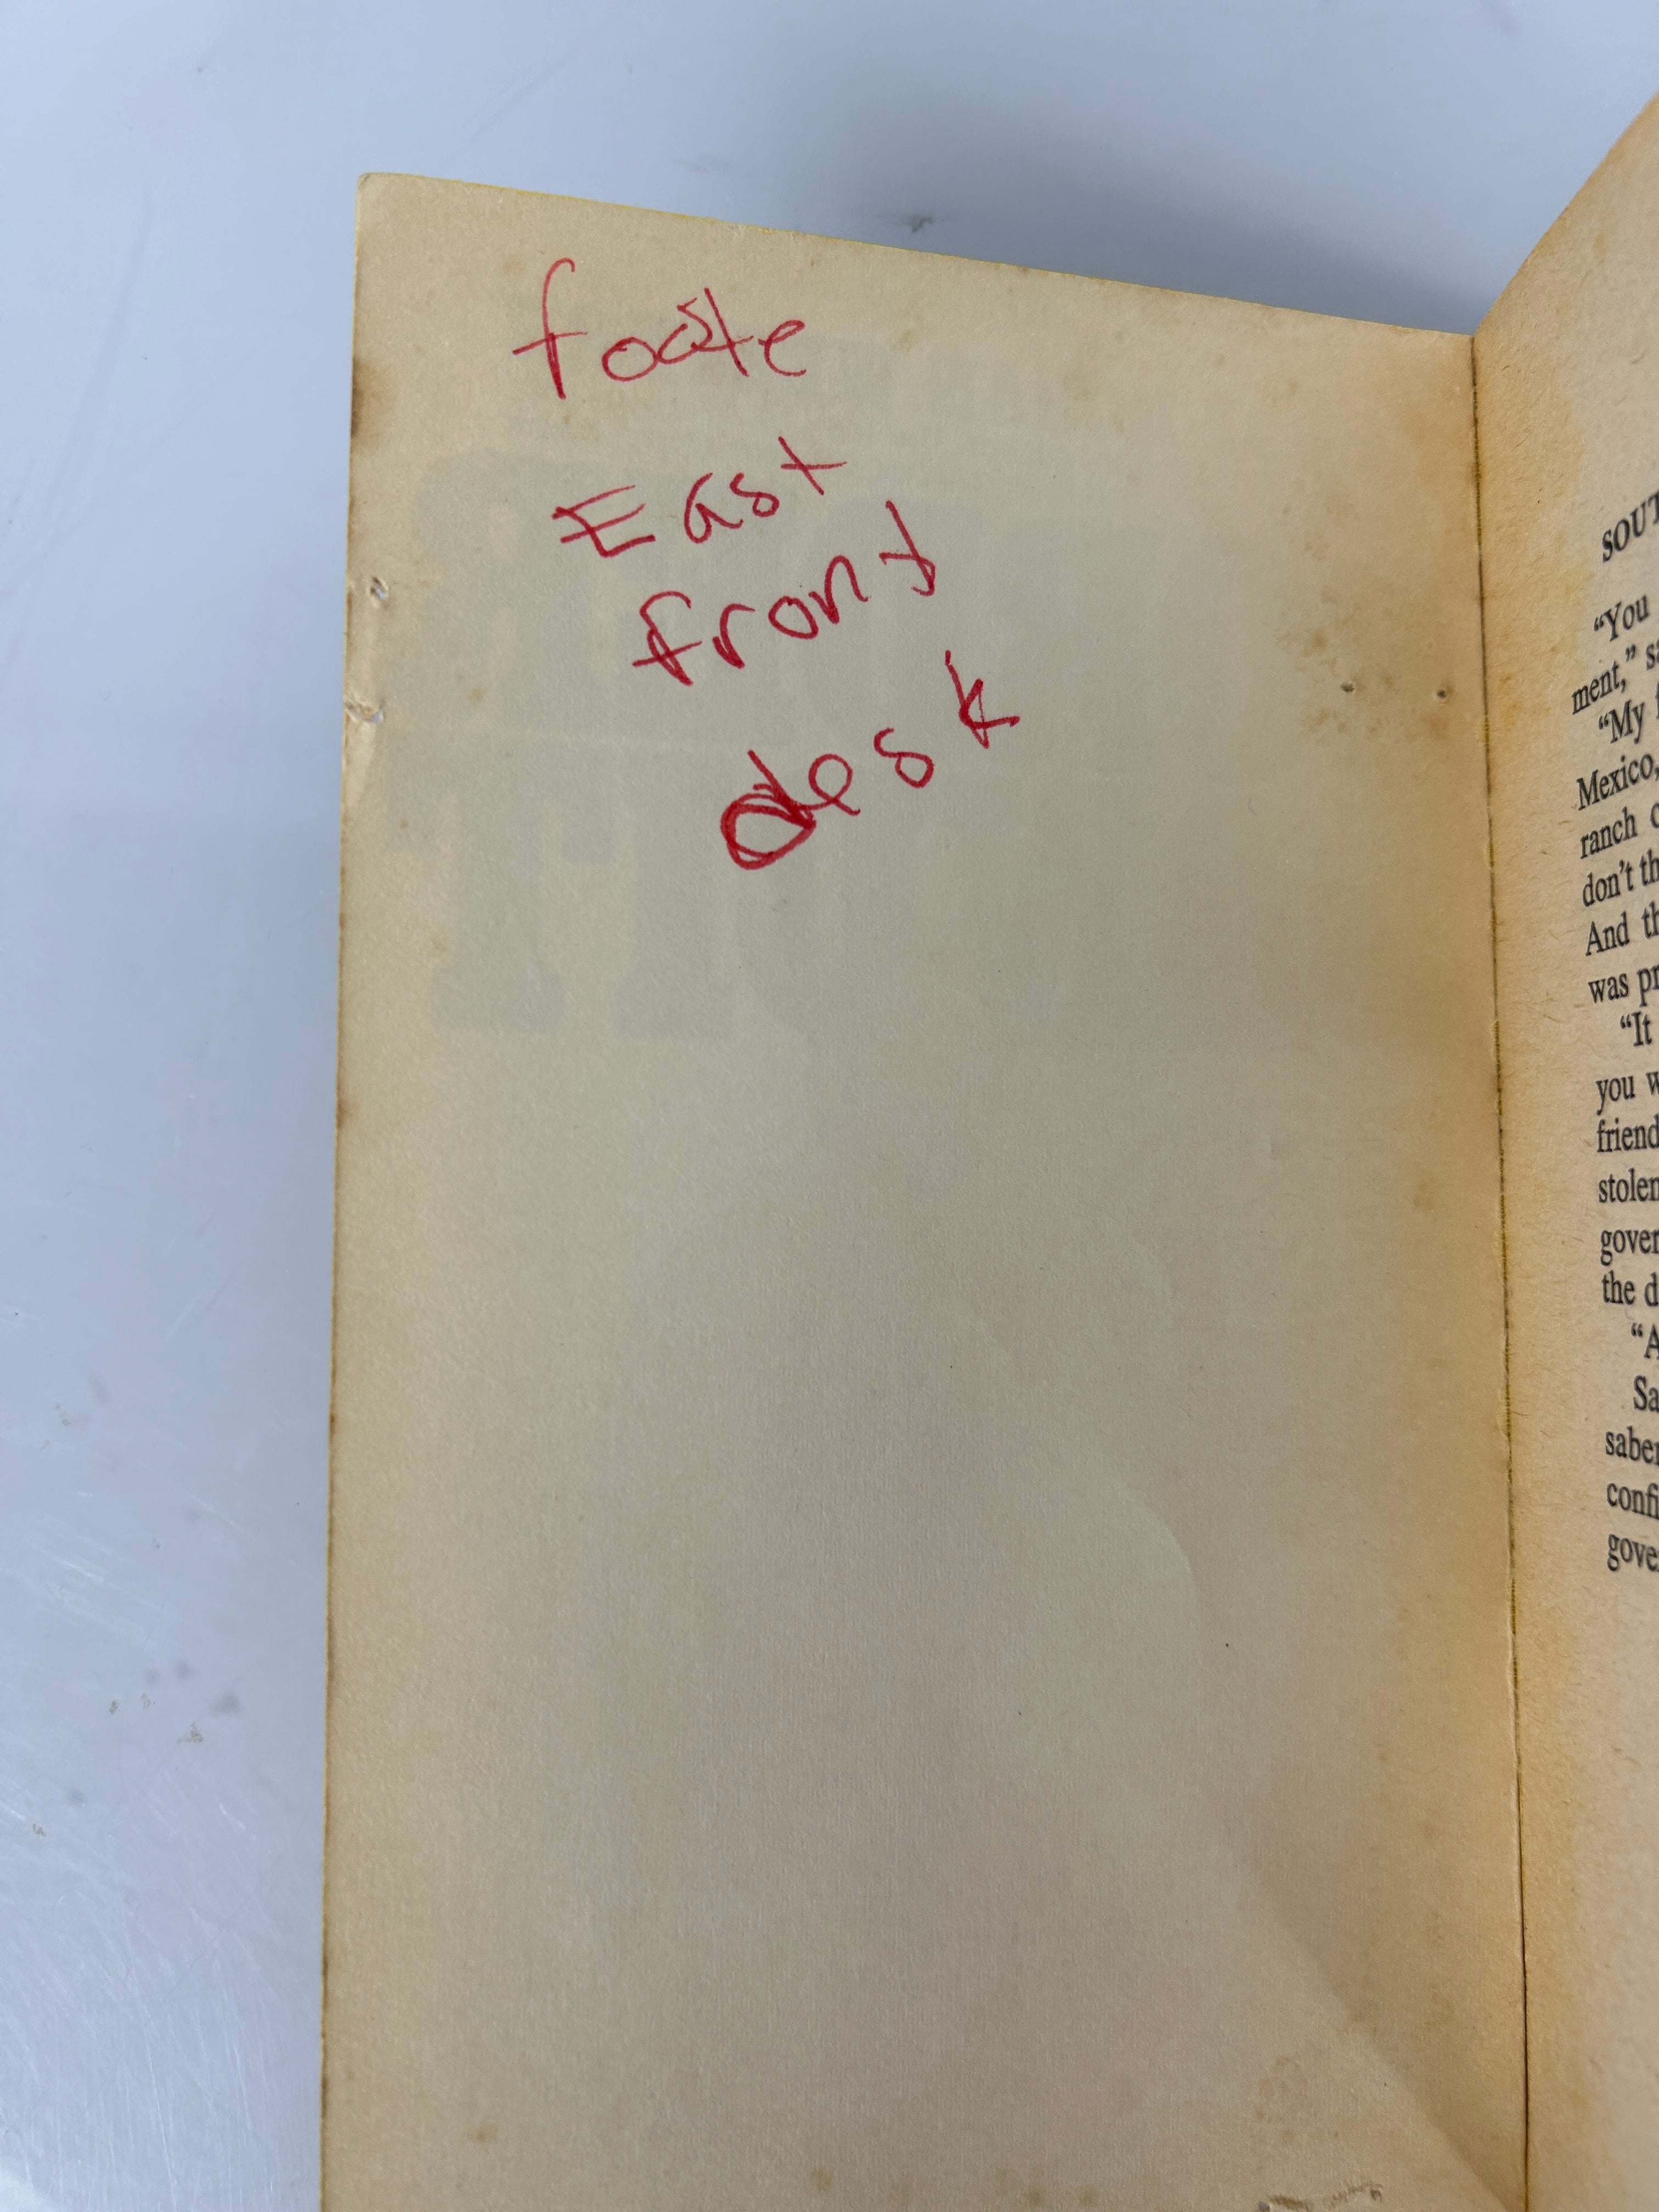 foote
East
front
desk
SOUT
“You
ment,” sa
“My f
Mexico,
ranch c
don't th
And th
was pr
“It
you w
friend
stolen
gover
the d
“A
Sa
saber
confi
gove